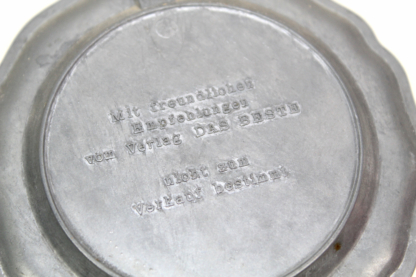 Mit freundlichen
Empfehlungen
vom Verlag DAS BESTE
Nicht zum
Verkauf bestimmt